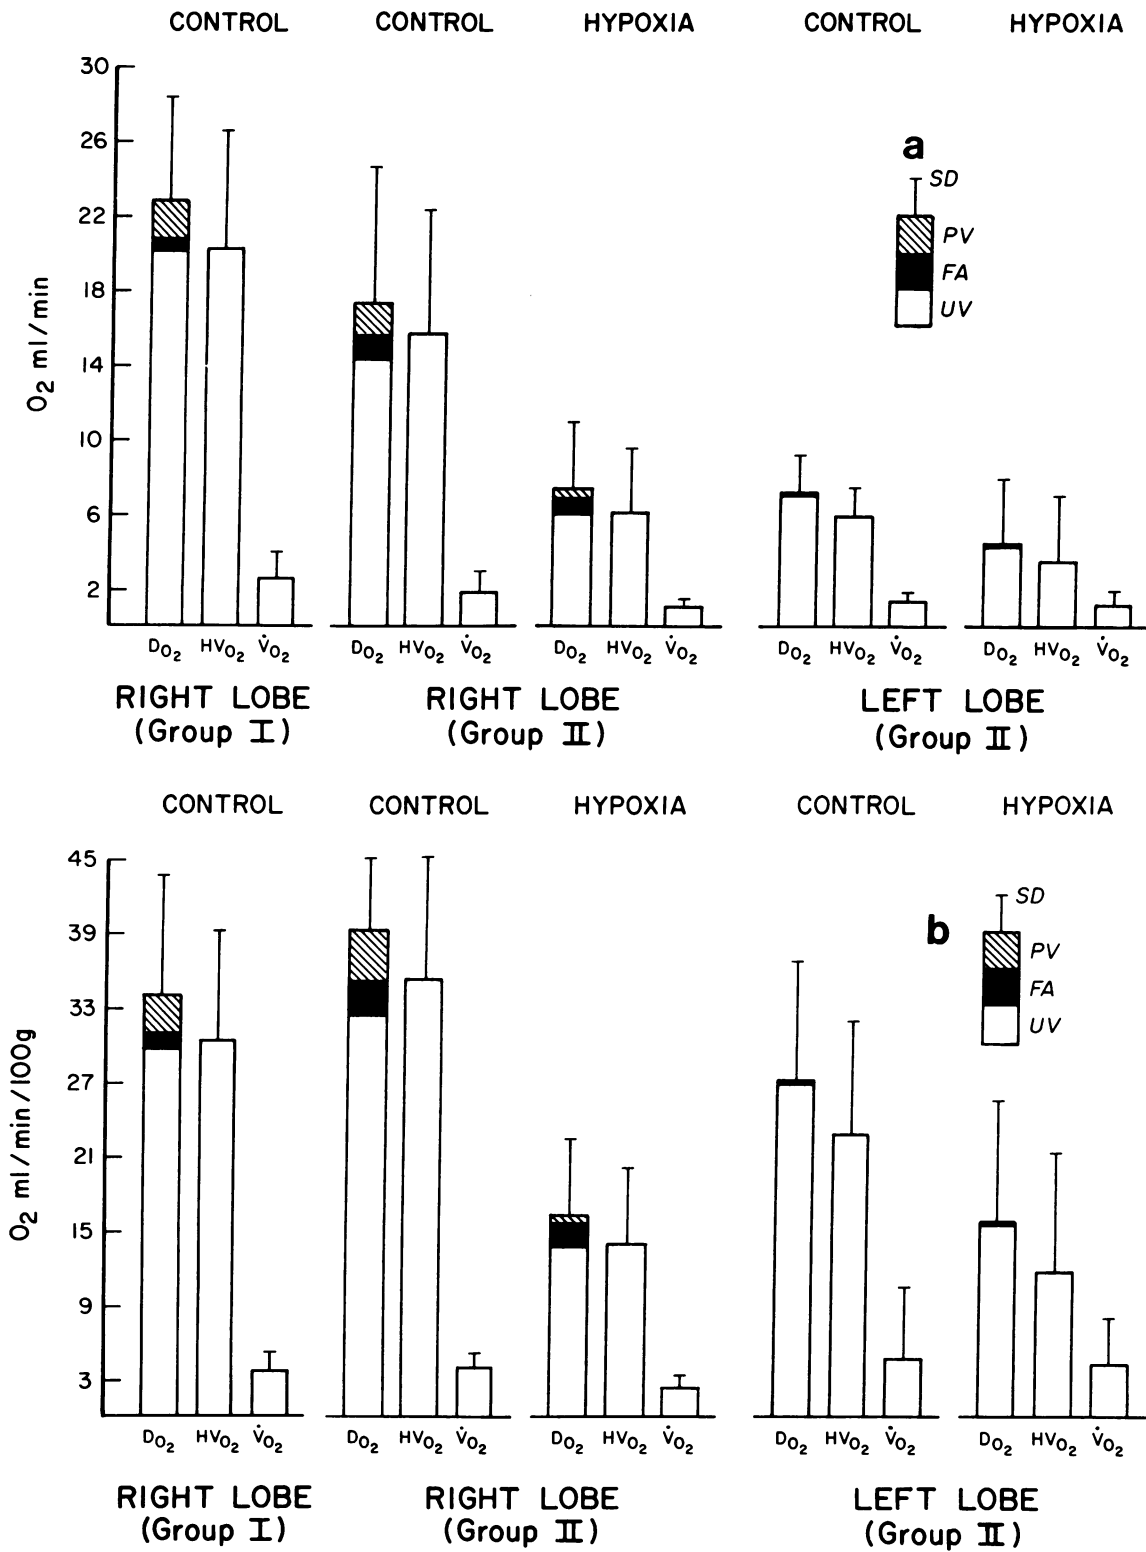 CONTROL CONTROL HYPOXIA CONTROL HYPOXIA
30
26
22
18
14
10
6
2
O2 ml/min
a
SD
PV
FA
UV
DO2 HVO2 V̇O2 DO2 HVO2 V̇O2 DO2 HVO2 V̇O2 DO2 HVO2 V̇O2 DO2 HVO2 V̇O2
RIGHT LOBE RIGHT LOBE LEFT LOBE
(Group I) (Group II) (Group II)
CONTROL CONTROL HYPOXIA CONTROL HYPOXIA
45
39
33
27
21
15
9
3
O2 ml/min/100g
b
SD
PV
FA
UV
DO2 HVO2 V̇O2 DO2 HVO2 V̇O2 DO2 HVO2 V̇O2 DO2 HVO2 V̇O2 DO2 HVO2 V̇O2
RIGHT LOBE RIGHT LOBE LEFT LOBE
(Group I) (Group II) (Group II)